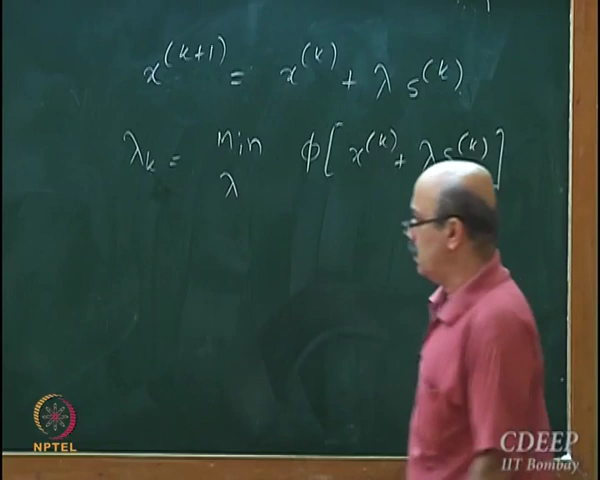 x^(k+1) = x^(k) + λ s^(k)
λ_k = Min ϕ[x^(k) + λ s^(k)]
λ
NPTEL
CDEEP
IIT Bombay